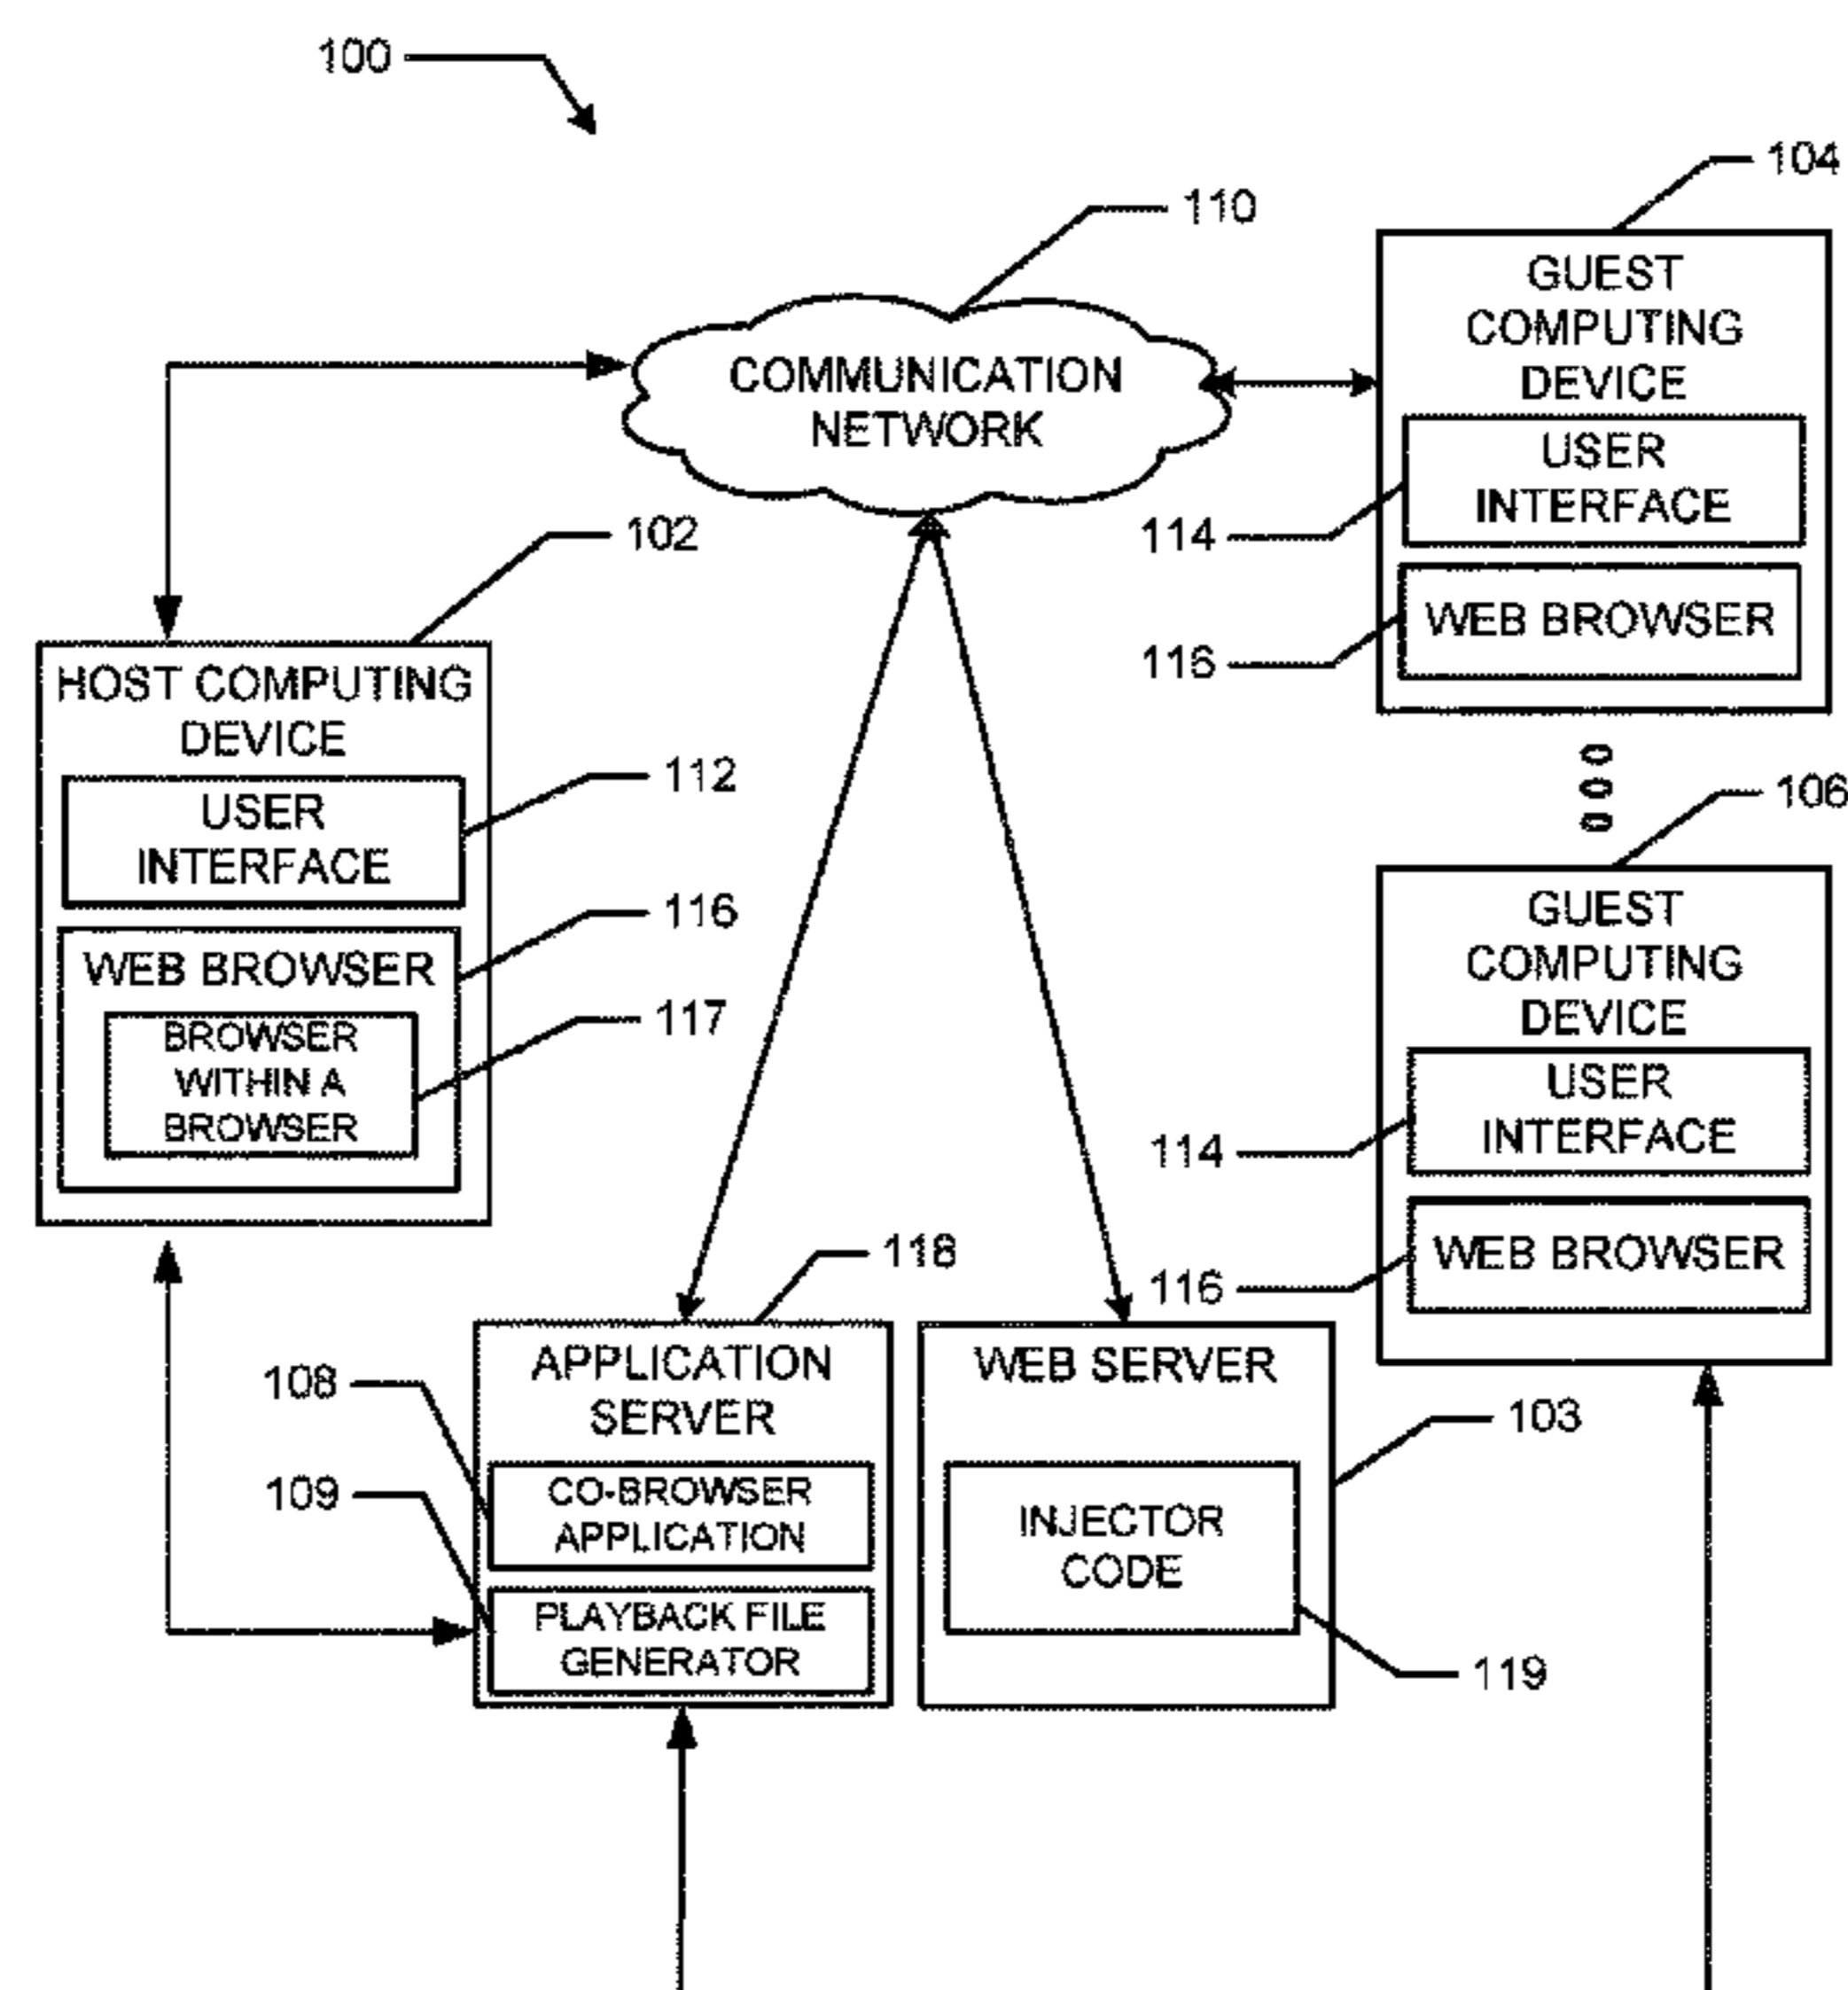 100
104
110
GUEST
COMPUTING
DEVICE
COMMUNICATION
NETWORK
USER
INTERFACE
114
102
WEB BROWSER
116
HOST COMPUTING
DEVICE
112
USER
INTERFACE
106
GUEST
COMPUTING
DEVICE
116
WEB BROWSER
117
BROWSER
WITHIN A
BROWSER
USER
INTERFACE
114
118
WEB BROWSER
116
APPLICATION
SERVER
WEB SERVER
108
103
CO-BROWSER
APPLICATION
109
INJECTOR
CODE
PLAYBACK FILE
GENERATOR
119